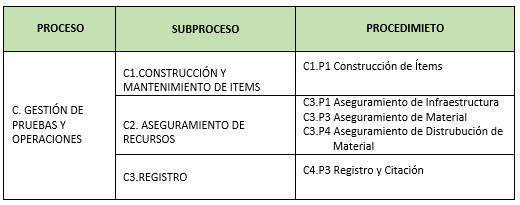 PROCESO
SUBPROCESO
PROCEDIMIETO
C. GESTIÓN DE
PRUEBAS Y
OPERACIONES
C1.CONSTRUCCIÓN Y
MANTENIMIENTO DE ITEMS
C1.P1 Construcción de Ítems
C2. ASEGURAMIENTO DE
RECURSOS
C3.P1 Aseguramiento de Infraestructura
C3.P3 Aseguramiento de Material
C3.P4 Aseguramiento de Distrubución de
Material
C3.REGISTRO
C4.P3 Registro y Citación